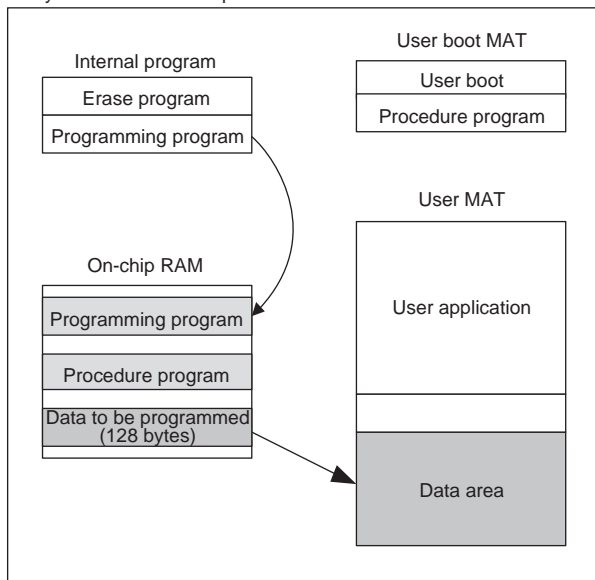 Internal program
Erase program
Programming program
On-chip RAM
Programming program
Procedure program
Data to be programmed
(128 bytes)
User boot MAT
User boot
Procedure program
User MAT
User application
Data area